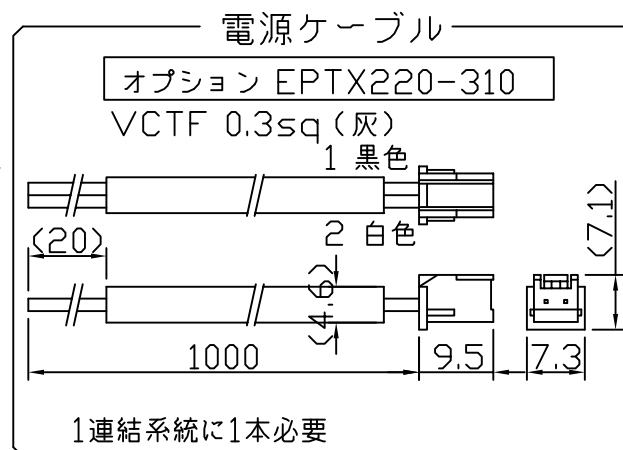 電源ケーブル
オプション EPTX220-310
VCTF 0.3sq(灰)
1 黒色
2 白色
(20)
(7.1)
(4.6)
1000
9.5
7.3
1連結系統に1本必要